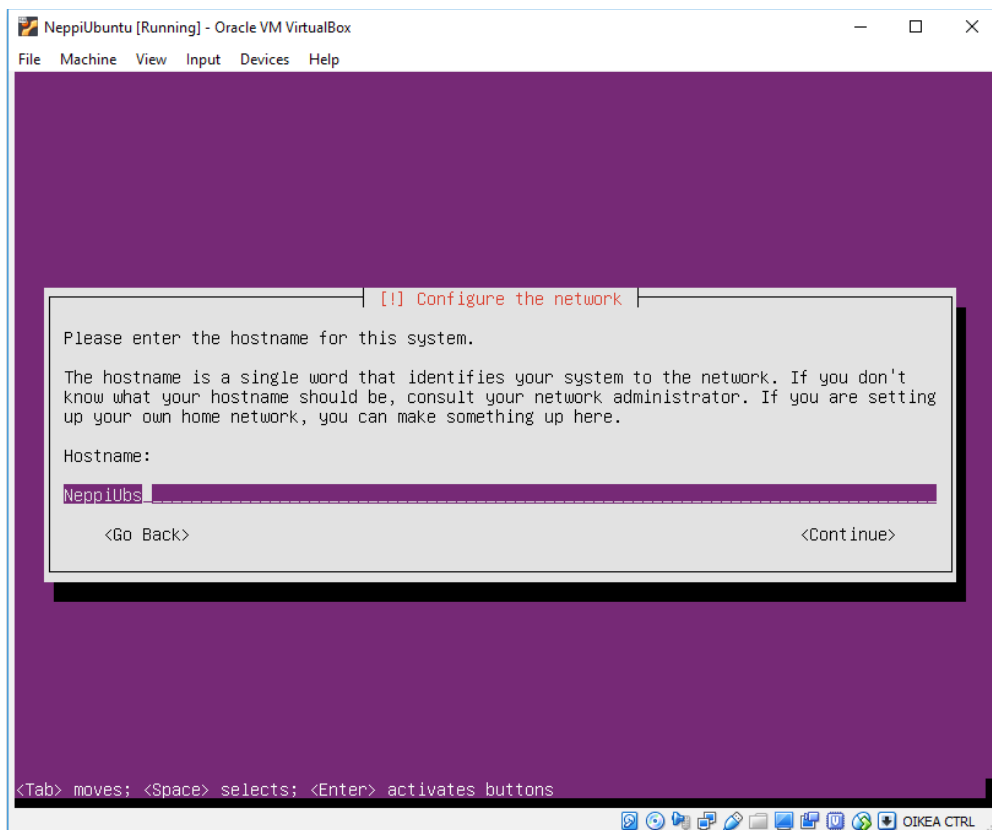 NeppiUbuntu [Running] - Oracle VM VirtualBox
File Machine View Input Devices Help
[!] Configure the network
Please enter the hostname for this system.
The hostname is a single word that identifies your system to the network. If you don't
know what your hostname should be, consult your network administrator. If you are setting
up your own home network, you can make something up here.
Hostname:
NeppiUbs
<Go Back> <Continue>
<Tab> moves; <Space> selects; <Enter> activates buttons
OIKEA CTRL